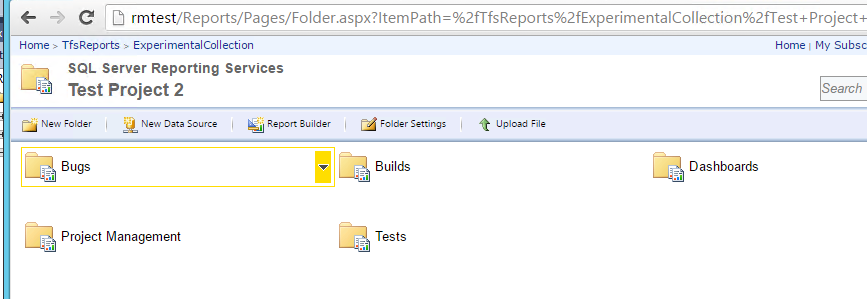 rmtest/Reports/Pages/Folder.aspx?ItemPath=%2fTfsReports%2fExperimentalCollection%2fTest+Project+
Home > TfsReports > ExperimentalCollection Home | My Subsc
SQL Server Reporting Services
Test Project 2
Search
New Folder New Data Source Report Builder Folder Settings Upload File
Bugs Builds Dashboards
Project Management Tests